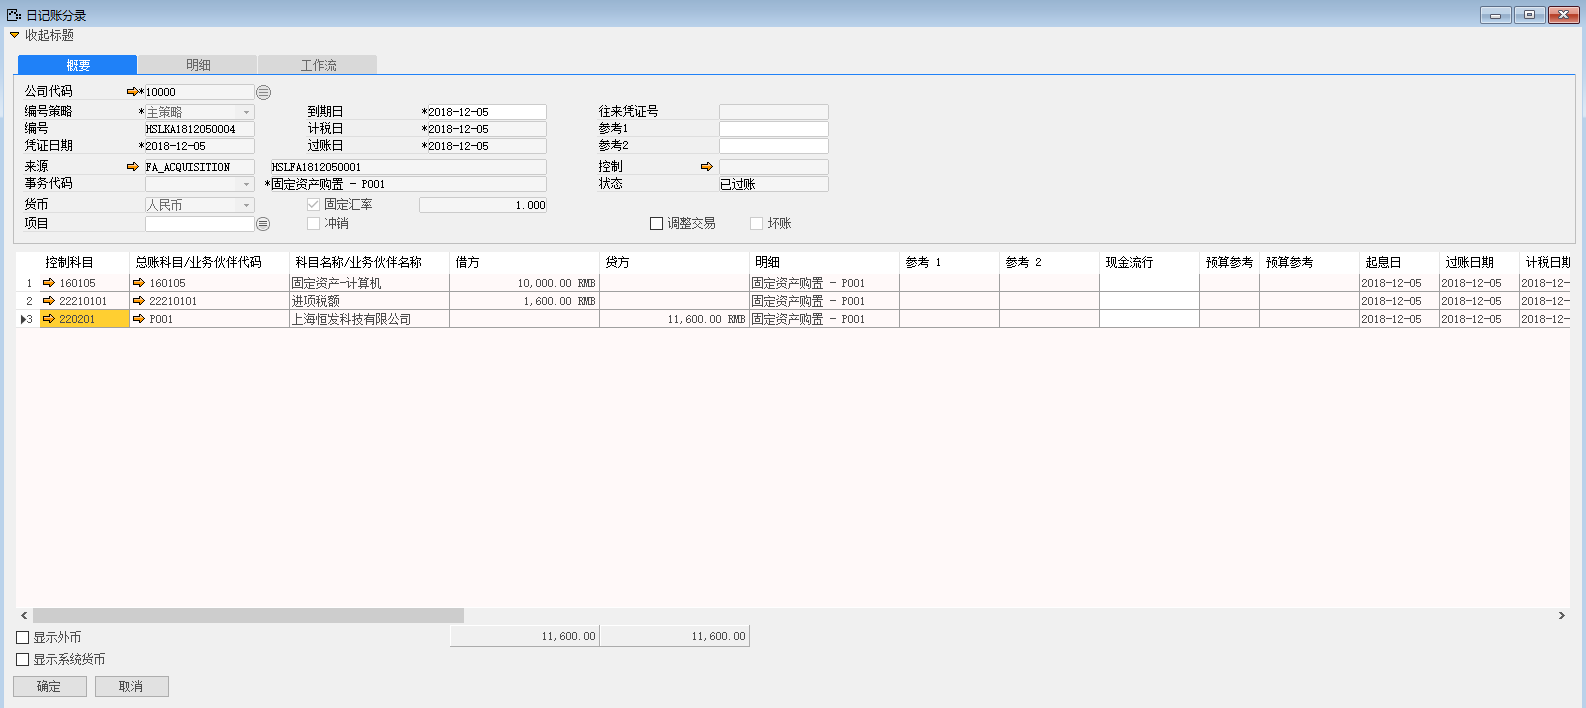 日记账分录
收起标题
概要 明细 工作流
公司代码 *10000
编号策略 *主策略 到期日 *2018-12-05 往来凭证号
编号 HSLKA1812050004 计税日 *2018-12-05 参考1
凭证日期 *2018-12-05 过账日 *2018-12-05 参考2
来源 FA_ACQUISITION HSLFA1812050001 控制
事务代码 *固定资产购置 - P001 状态 已过账
货币 人民币 固定汇率 1.000
项目 冲销 调整交易 坏账
控制科目 总账科目/业务伙伴代码 科目名称/业务伙伴名称 借方 贷方 明细 参考 1 参考 2 现金流行 预算参考 预算参考 起息日 过账日期 计税日期
1 160105 160105 固定资产-计算机 10,000.00 RMB 固定资产购置 - P001 2018-12-05 2018-12-05 2018-12-
2 22210101 22210101 进项税额 1,600.00 RMB 固定资产购置 - P001 2018-12-05 2018-12-05 2018-12-
3 220201 P001 上海恒发科技有限公司 11,600.00 RMB 固定资产购置 - P001 2018-12-05 2018-12-05 2018-12-
显示外币 11,600.00 11,600.00
显示系统货币
确定 取消